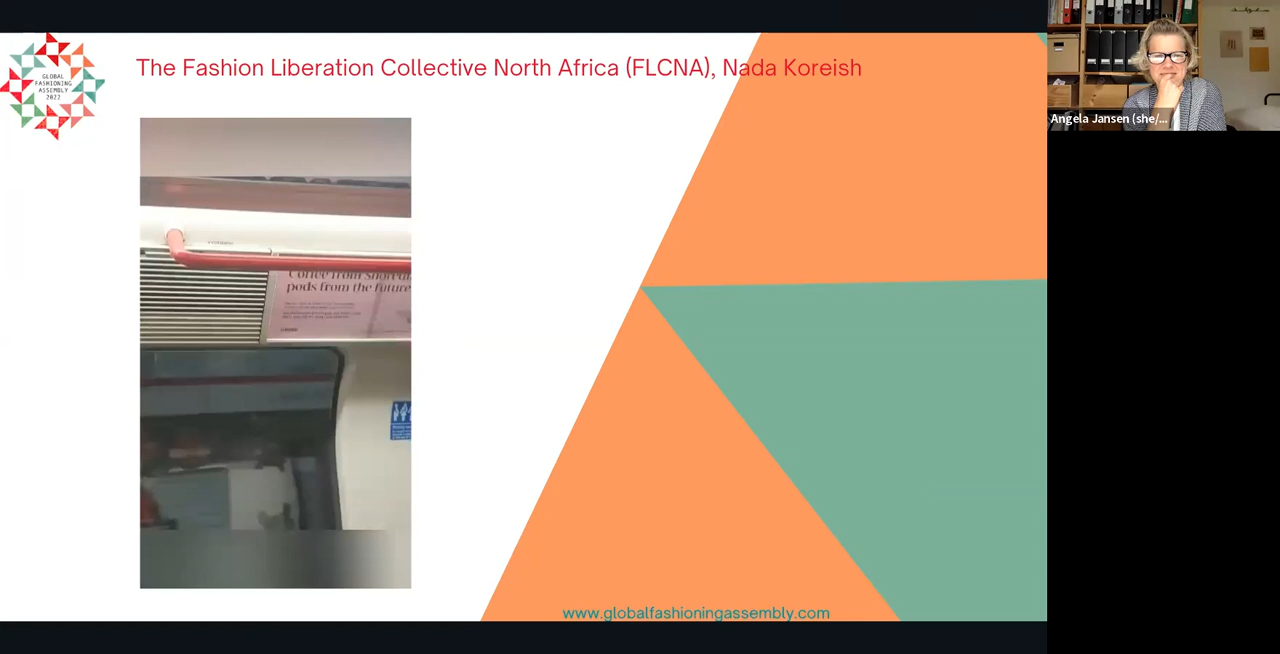 The Fashion Liberation Collective North Africa (FLCNA), Nada Koreish
GLOBAL
FASHIONING
ASSEMBLY
2022
pods from the future
www.globalfashioningassembly.com
Angela Jansen (she/...